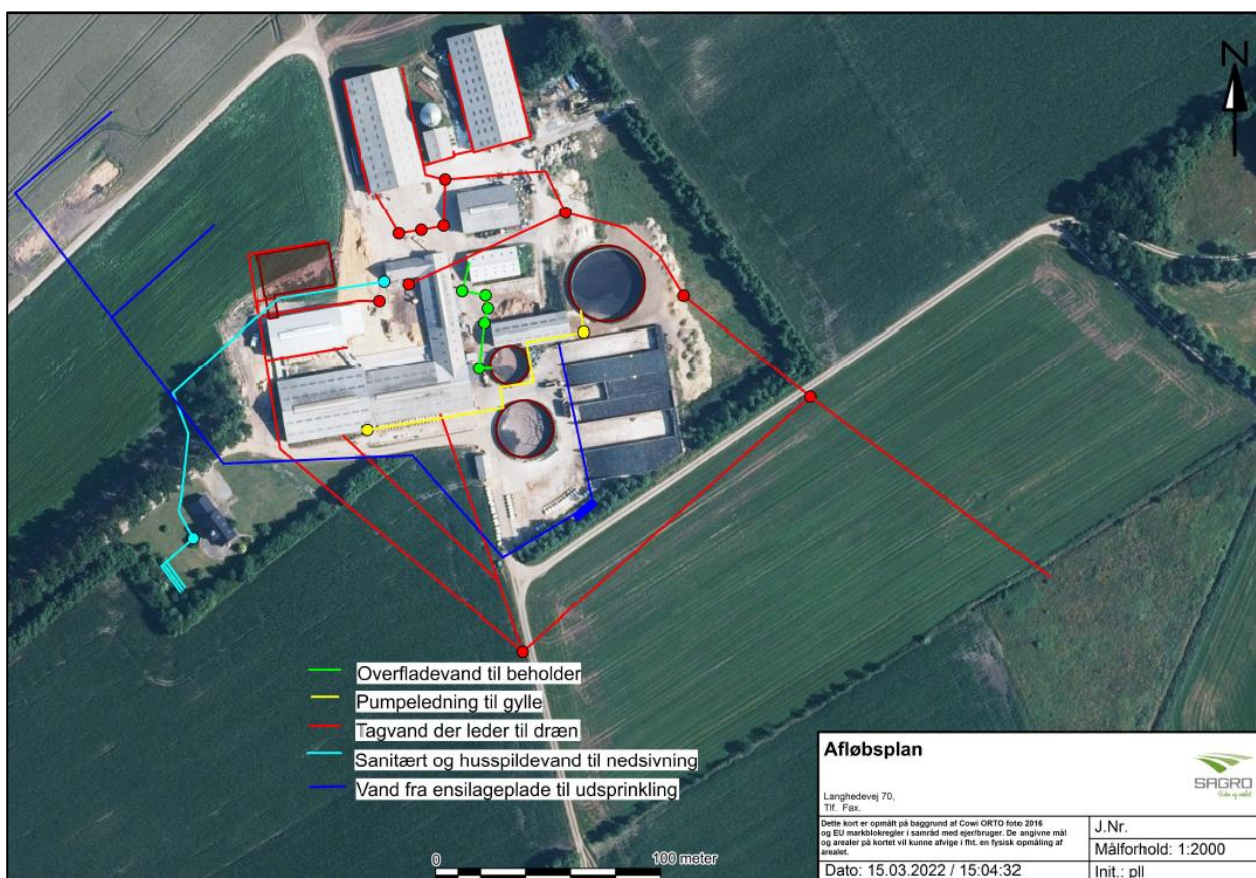 N
Overfladevand til beholder
Pumpeledning til gylle
Tagvand der leder til dræn
Sanitært og husspildevand til nedsivning
Vand fra ensilageplade til udsprinkling
0 100 meter
Afløbsplan
SAGRO
Langhedevej 70,
Tlf. Fax.
Dette kort er opmålt på baggrund af Cowi ORTO foto 2016
og EU markblokregler i samråd med ejer/bruger. De angivne mål
og arealer på kortet vil kunne afvige i fht. en fysisk opmåling af
arealet.
J.Nr.
Målforhold: 1:2000
Dato: 15.03.2022 / 15:04:32
Init.: pll